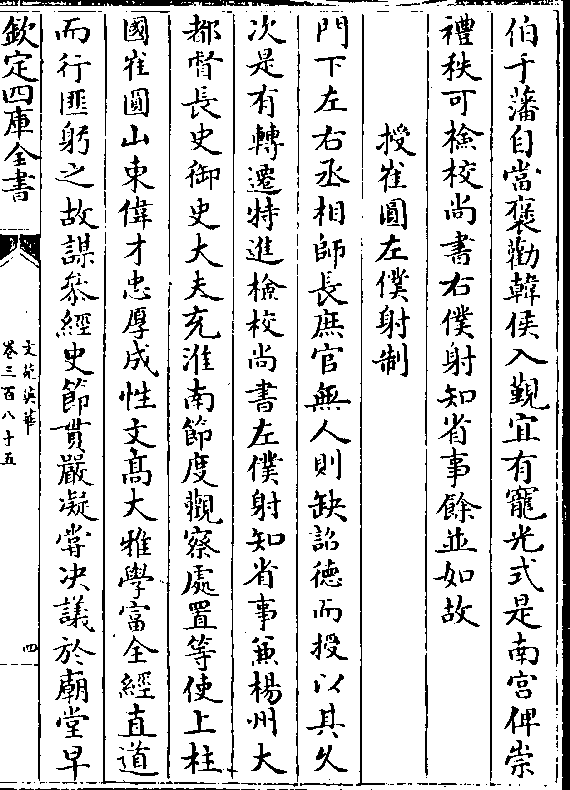 伯于藩自當褒勸韓侯入覲宜有寵光式是南宮俾崇
禮秩可檢校尚書右僕射知省事餘並如故
授崔圓左僕射制
門下左右丞相師長庶官無人則缺詔德而授以其久
次是有轉遷特進檢校尚書左僕射知省事兼楊州大
都督長史御史大夫充淮南節度觀察處置等使上柱
國崔圓山東偉才忠厚成性文髙大雅學富全經直道
而行匪躬之故謀叅經史節貫嚴凝嘗決議於廟堂早
欽定四庫全書
文苑英華
卷三百八十五
四